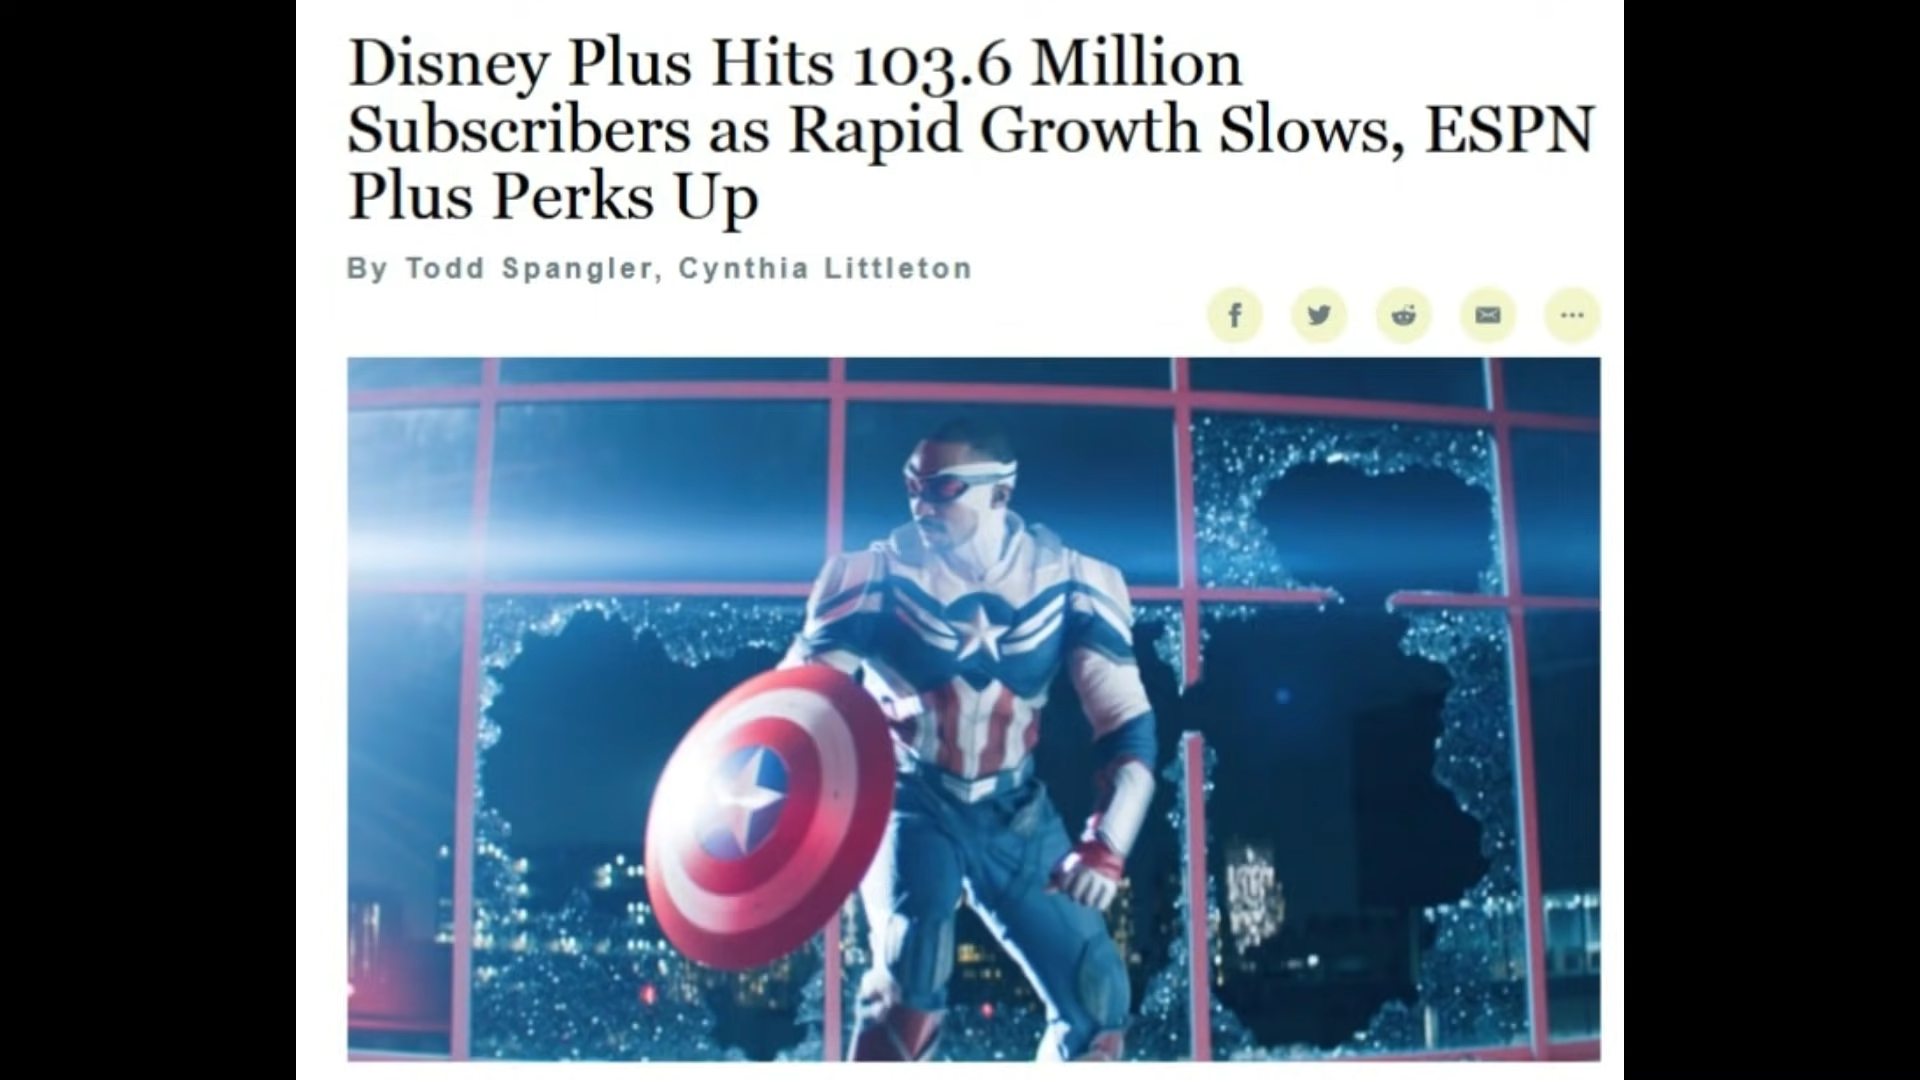 Disney Plus Hits 103.6 Million
Subscribers as Rapid Growth Slows, ESPN
Plus Perks Up
By Todd Spangler, Cynthia Littleton